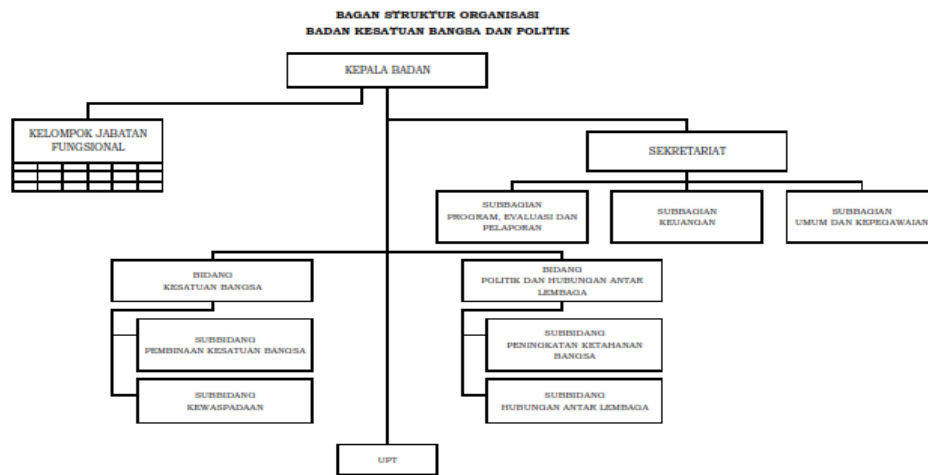 BAGAN STRUKTUR ORGANISASI
BADAN KESATUAN BANGSA DAN POLITIK
KEPALA BADAN
KELOMPOK JABATAN
FUNGSIONAL
SEKRETARIAT
SUBBAGIAN
PROGRAM, EVALUASI DAN
PELAPORAN
SUBBAGIAN
KEUANGAN
SUBBAGIAN
UMUM DAN KEPEGAWAIAN
BIDANG
KESATUAN BANGSA
BIDANG
POLITIK DAN HUBUNGAN ANTAR
LEMBAGA
SUBBIDANG
PEMBINAAN KESATUAN BANGSA
SUBBIDANG
PENINGKATAN KETAHANAN
BANGSA
SUBBIDANG
KEWASPADAAN
SUBBIDANG
HUBUNGAN ANTAR LEMBAGA
UPT